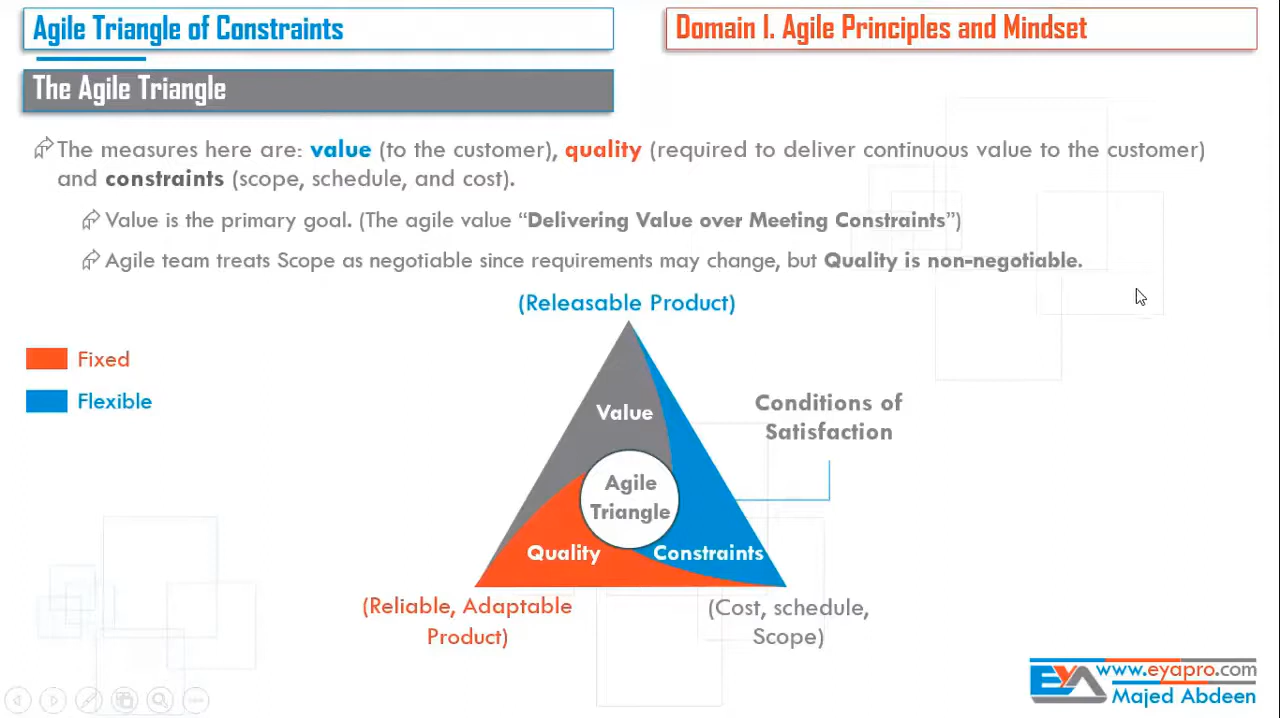 Agile Triangle of Constraints
Domain I. Agile Principles and Mindset
The Agile Triangle
The measures here are: value (to the customer), quality (required to deliver continuous value to the customer)
and constraints (scope, schedule, and cost).
Value is the primary goal. (The agile value “Delivering Value over Meeting Constraints”)
Agile team treats Scope as negotiable since requirements may change, but Quality is non-negotiable.
(Releasable Product)
Fixed
Flexible
Value
Conditions of
Satisfaction
Agile
Triangle
Quality
Constraints
(Reliable, Adaptable
Product)
(Cost, schedule,
Scope)
EYA
www.eyapro.com
Majed Abdeen